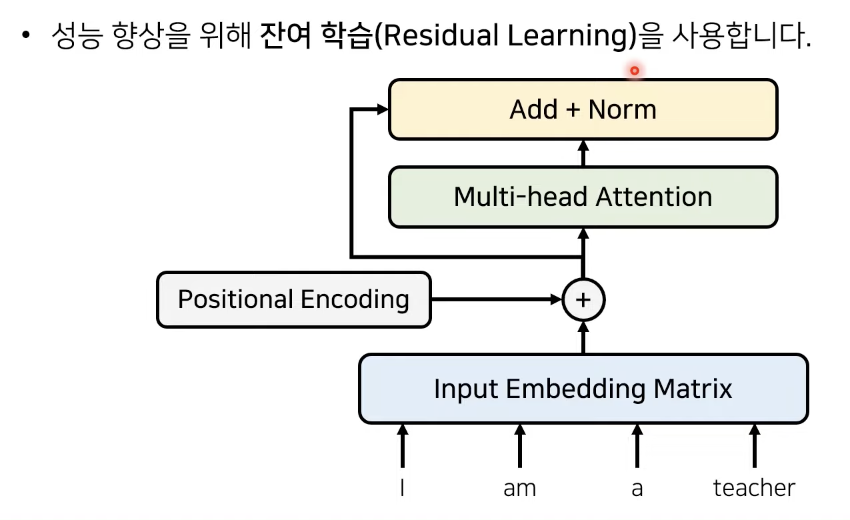 • 성능 향상을 위해 잔여 학습(Residual Learning)을 사용합니다.
Add + Norm
Multi-head Attention
Positional Encoding
+
Input Embedding Matrix
I am a teacher